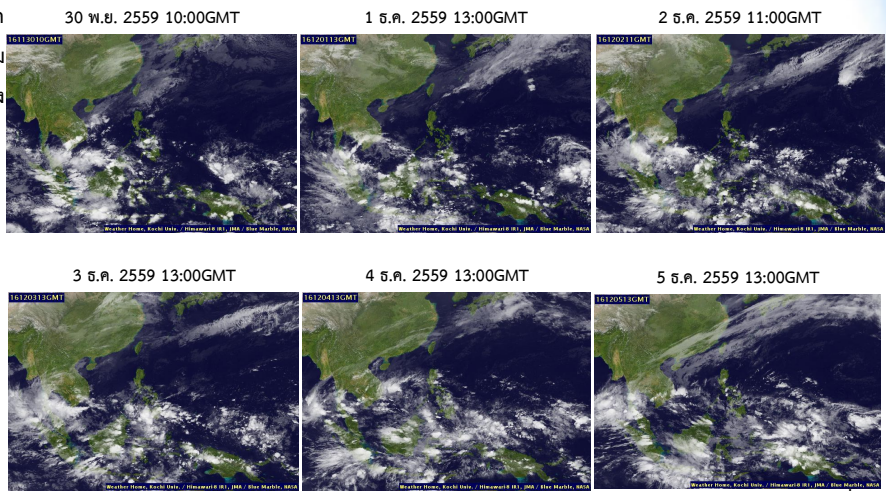 30 พ.ย. 2559 10:00GMT
1 ธ.ค. 2559 13:00GMT
2 ธ.ค. 2559 11:00GMT
16113010GMT
16120113GMT
16120211GMT
Weather Home, Kochi Univ. / Himawari-8 IR1, JMA / Blue Marble, NASA
Weather Home, Kochi Univ. / Himawari-8 IR1, JMA / Blue Marble, NASA
Weather Home, Kochi Univ. / Himawari-8 IR1, JMA / Blue Marble, NASA
3 ธ.ค. 2559 13:00GMT
4 ธ.ค. 2559 13:00GMT
5 ธ.ค. 2559 13:00GMT
16120313GMT
16120413GMT
16120513GMT
Weather Home, Kochi Univ. / Himawari-8 IR1, JMA / Blue Marble, NASA
Weather Home, Kochi Univ. / Himawari-8 IR1, JMA / Blue Marble, NASA
Weather Home, Kochi Univ. / Himawari-8 IR1, JMA / Blue Marble, NASA